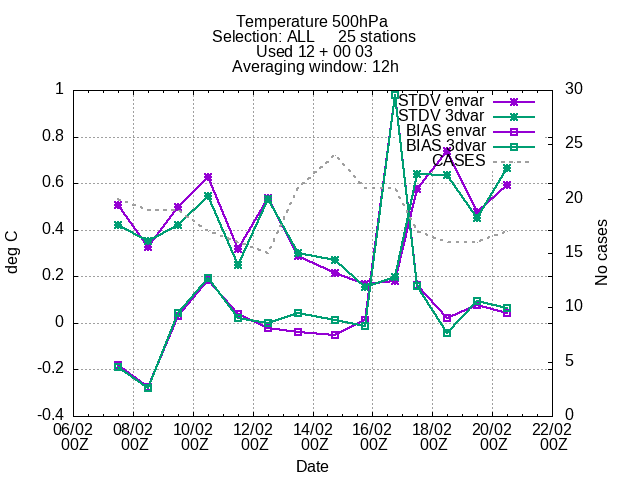 Temperature 500hPa
Selection: ALL 25 stations
Used 12 + 00 03
Averaging window: 12h
STDV envar
STDV 3dvar
BIAS envar
BIAS 3dvar
CASES
1
0.8
0.6
0.4
0.2
0
-0.2
-0.4
deg C
30
25
20
15
10
5
0
No cases
06/02 08/02 10/02 12/02 14/02 16/02 18/02 20/02 22/02
00Z 00Z 00Z 00Z 00Z 00Z 00Z 00Z 00Z
Date